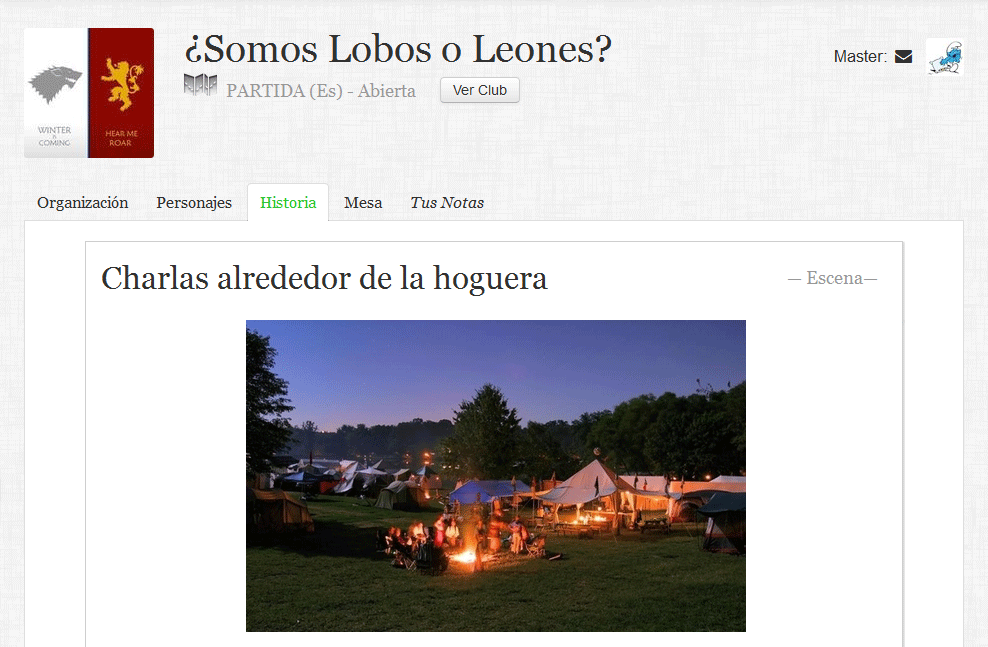 ¿Somos Lobos o Leones?
PARTIDA (Es) - Abierta
Ver Club
Master:
WINTER
is
COMING
HEAR ME
ROAR
Organización
Personajes
Historia
Mesa
Tus Notas
Charlas alrededor de la hoguera
— Escena—